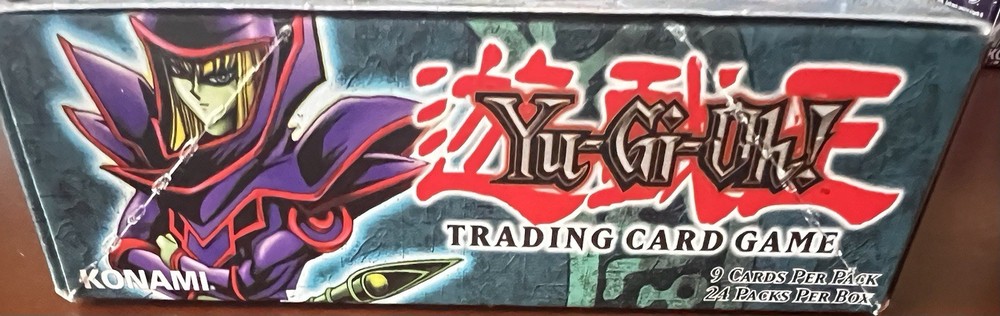 遊戯王
Yu-Gi-Oh!
TRADING CARD GAME
KONAMI.
9 CARDS PER PACK
24 PACKS PER BOX